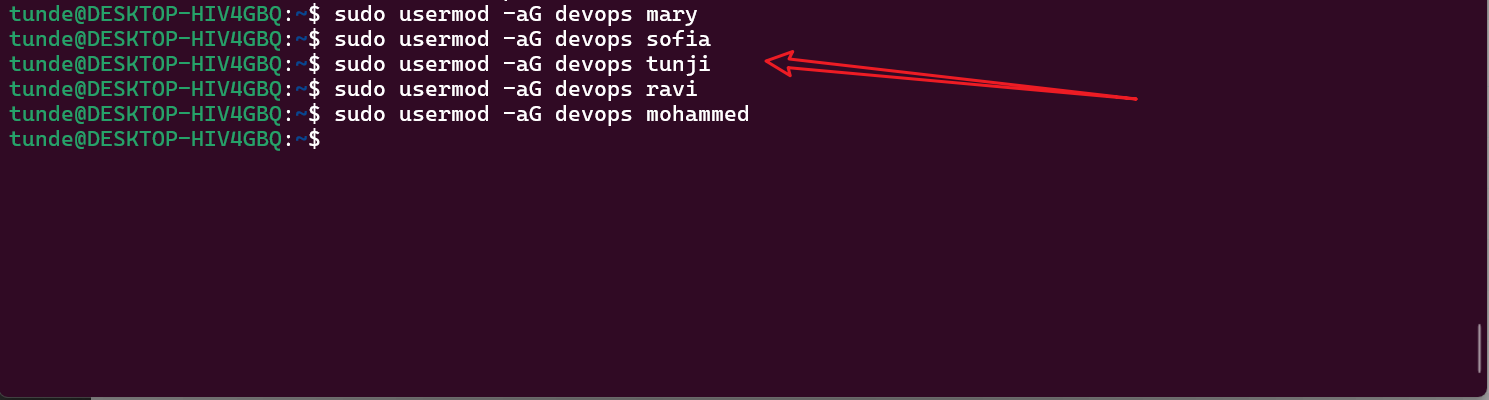 tunde@DESKTOP-HIV4GBQ:~$ sudo usermod -aG devops mary
tunde@DESKTOP-HIV4GBQ:~$ sudo usermod -aG devops sofia
tunde@DESKTOP-HIV4GBQ:~$ sudo usermod -aG devops tunji
tunde@DESKTOP-HIV4GBQ:~$ sudo usermod -aG devops ravi
tunde@DESKTOP-HIV4GBQ:~$ sudo usermod -aG devops mohammed
tunde@DESKTOP-HIV4GBQ:~$